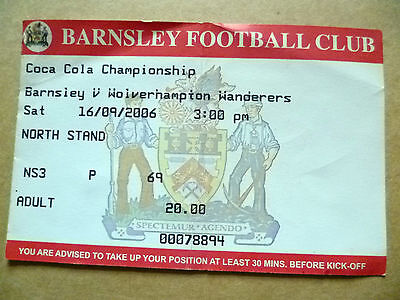 BARNSLEY FOOTBALL CLUB
Coca Cola Championship
Barnsley V Wolverhampton Wanderers
Sat 16/09/2006 3:00 pm
NORTH STAND
NS3 P 69
ADULT 20.00
SPECTEMUR AGENDO
00078894
YOU ARE ADVISED TO TAKE UP YOUR POSITION AT LEAST 30 MINS. BEFORE KICK-OFF